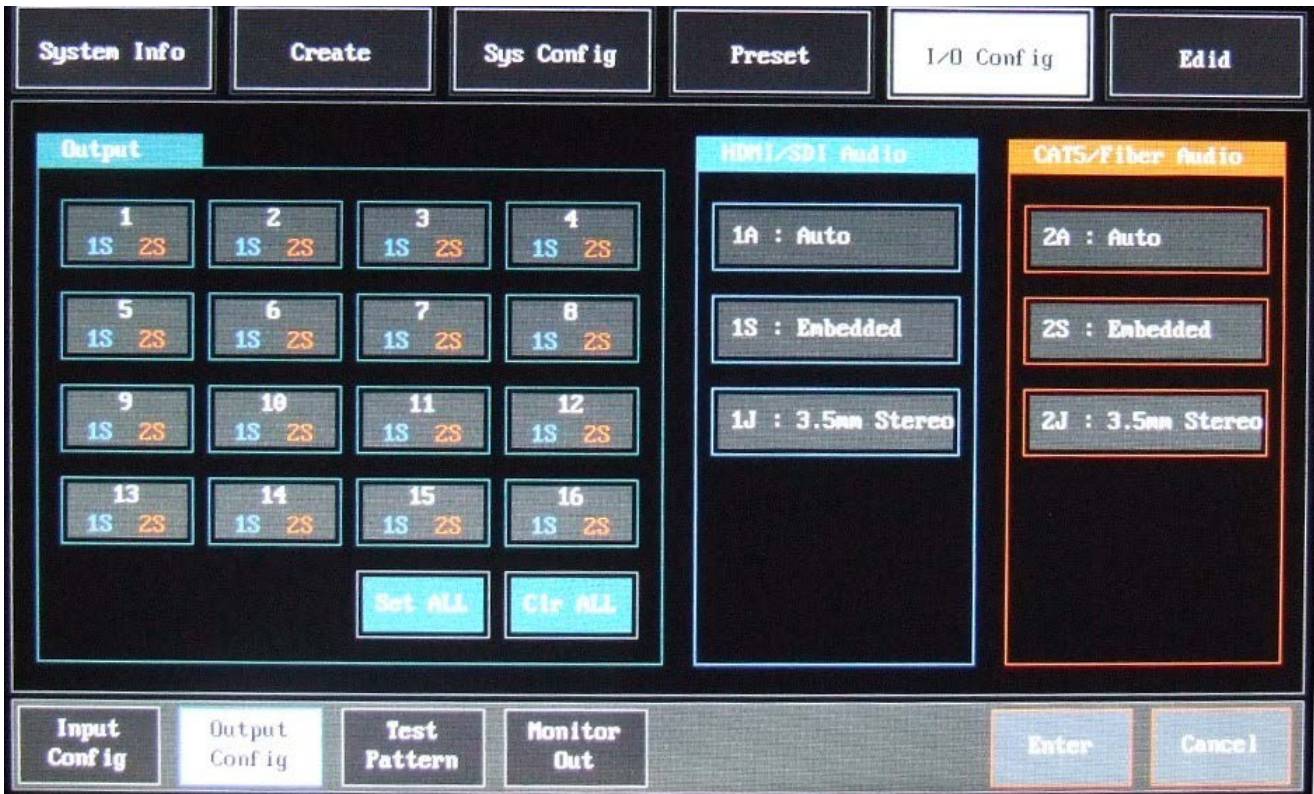 System Info
Create
Sys Config
Preset
I/O Config
Edid
Output
1
1S 2S
2
1S 2S
3
1S 2S
4
1S 2S
5
1S 2S
6
1S 2S
7
1S 2S
8
1S 2S
9
1S 2S
10
1S 2S
11
1S 2S
12
1S 2S
13
1S 2S
14
1S 2S
15
1S 2S
16
1S 2S
Set ALL
Clr ALL
HDMI/SDI Audio
1A : Auto
1S : Embedded
1J : 3.5mm Stereo
CAT5/Fiber Audio
2A : Auto
2S : Embedded
2J : 3.5mm Stereo
Input
Config
Output
Config
Test
Pattern
Monitor
Out
Enter
Cancel